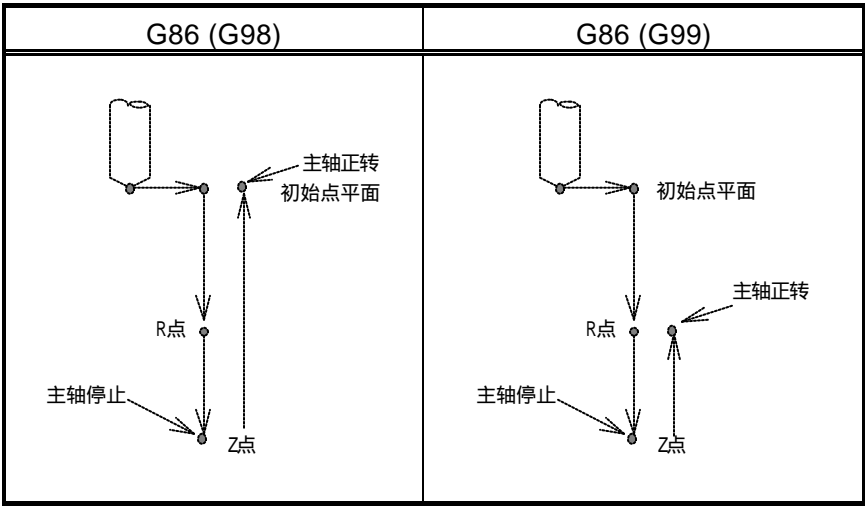 G86 (G98)
G86 (G99)
主轴正转
初始点平面
R点
主轴停止
Z点
初始点平面
主轴正转
R点
主轴停止
Z点